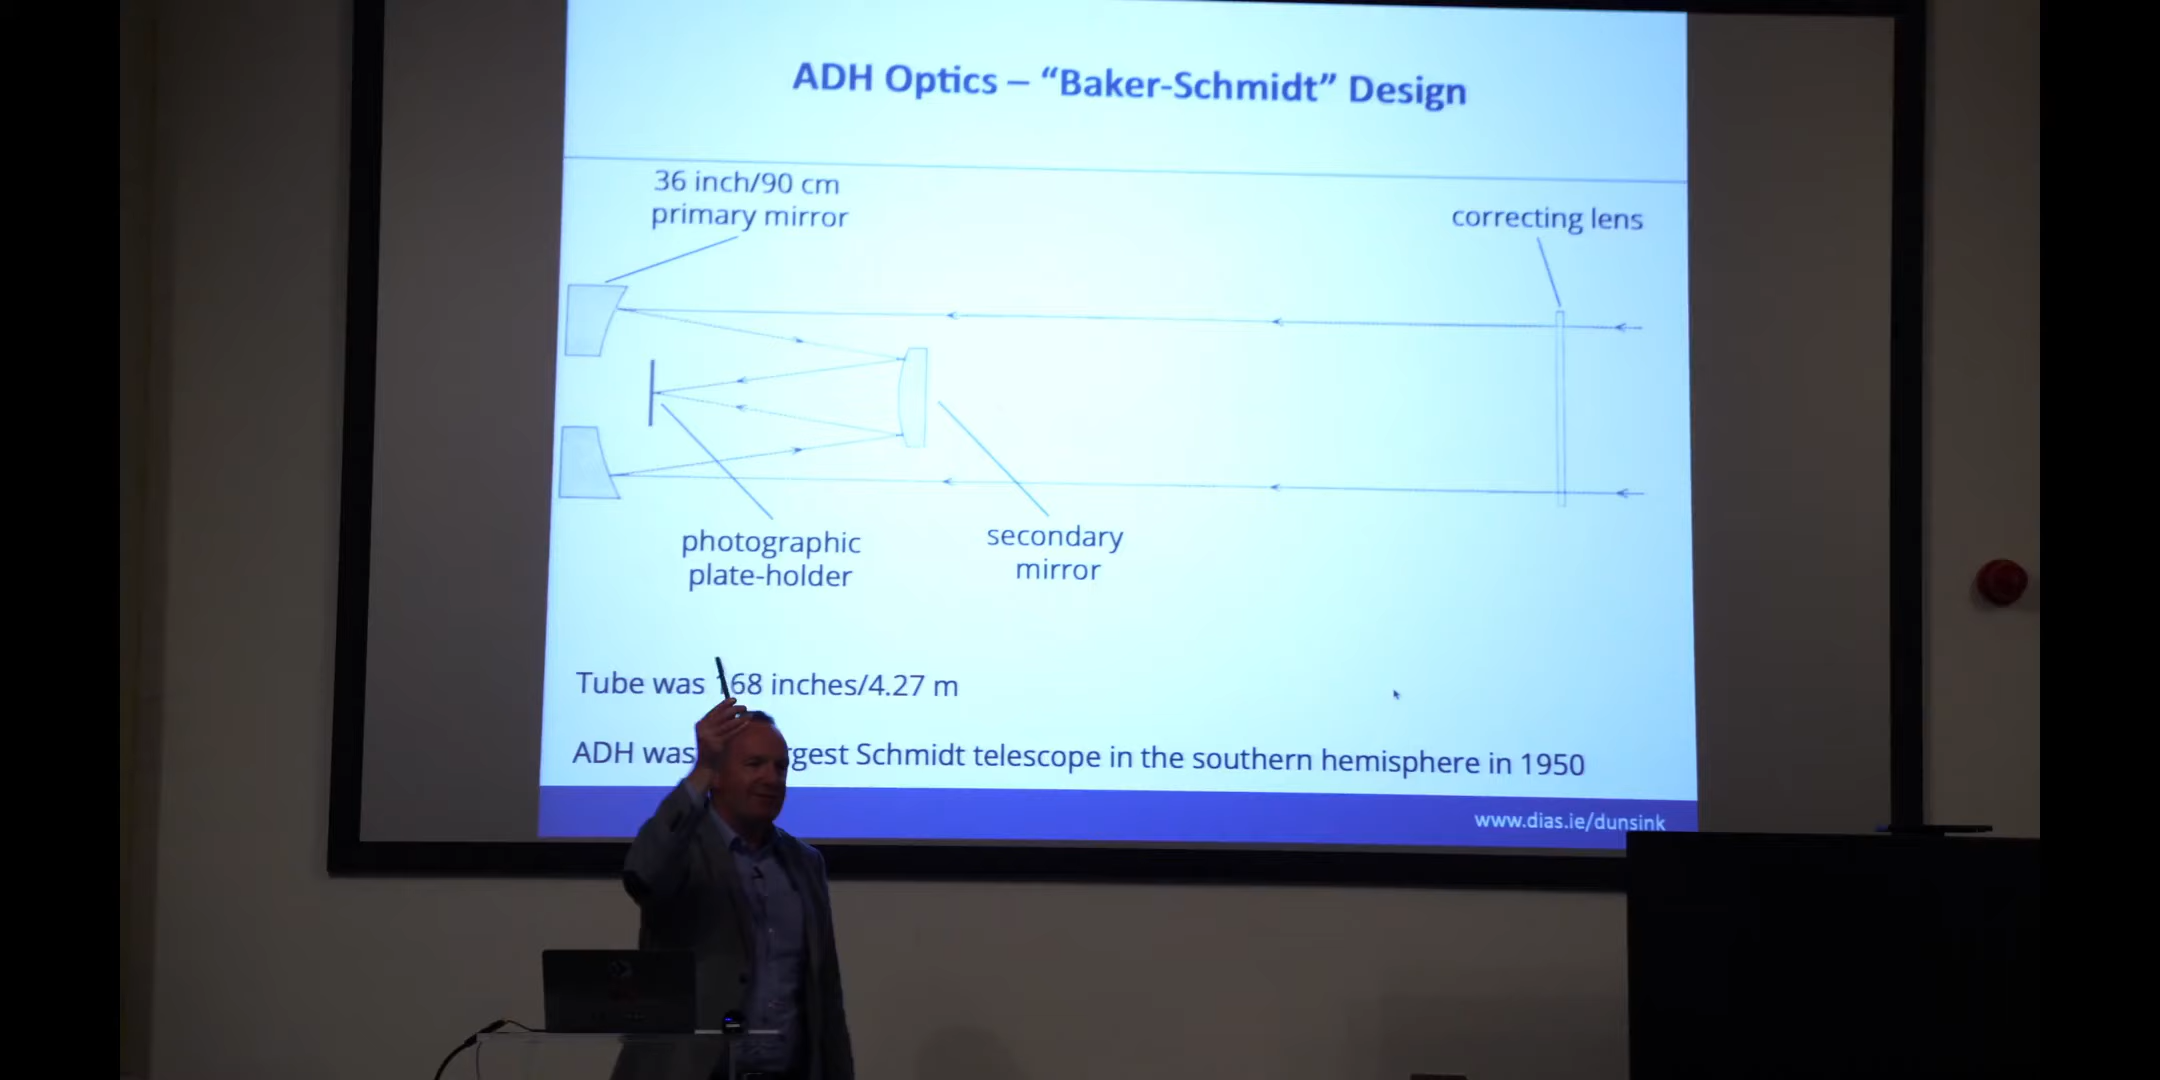 ADH Optics – “Baker-Schmidt” Design
36 inch/90 cm
primary mirror
correcting lens
photographic
plate-holder
secondary
mirror
Tube was 168 inches/4.27 m
ADH was Schmidt telescope in the southern hemisphere in 1950
www.dias.ie/dunsink